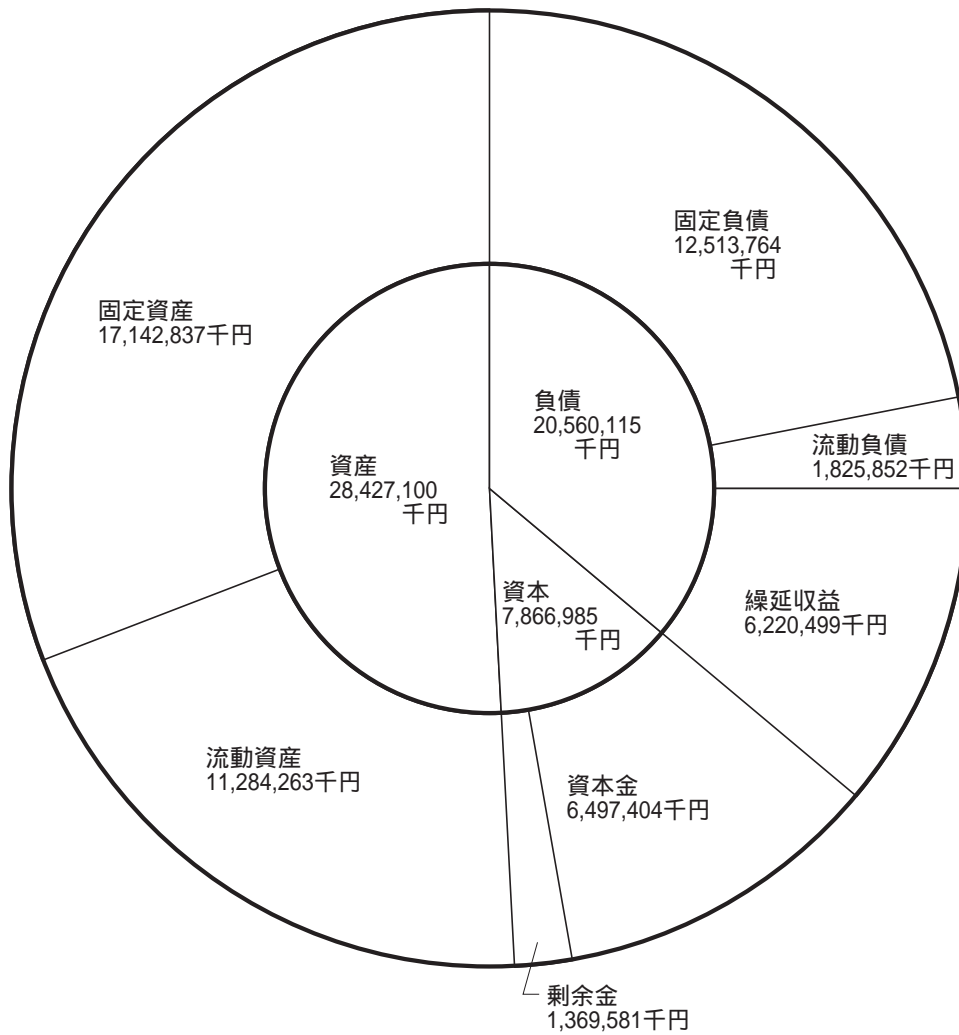 固定負債
12,513,764
千円
固定資産
17,142,837千円
負債
20,560,115
千円
流動負債
1,825,852千円
資産
28,427,100
千円
資本
7,866,985
千円
繰延収益
6,220,499千円
流動資産
11,284,263千円
資本金
6,497,404千円
剰余金
1,369,581千円